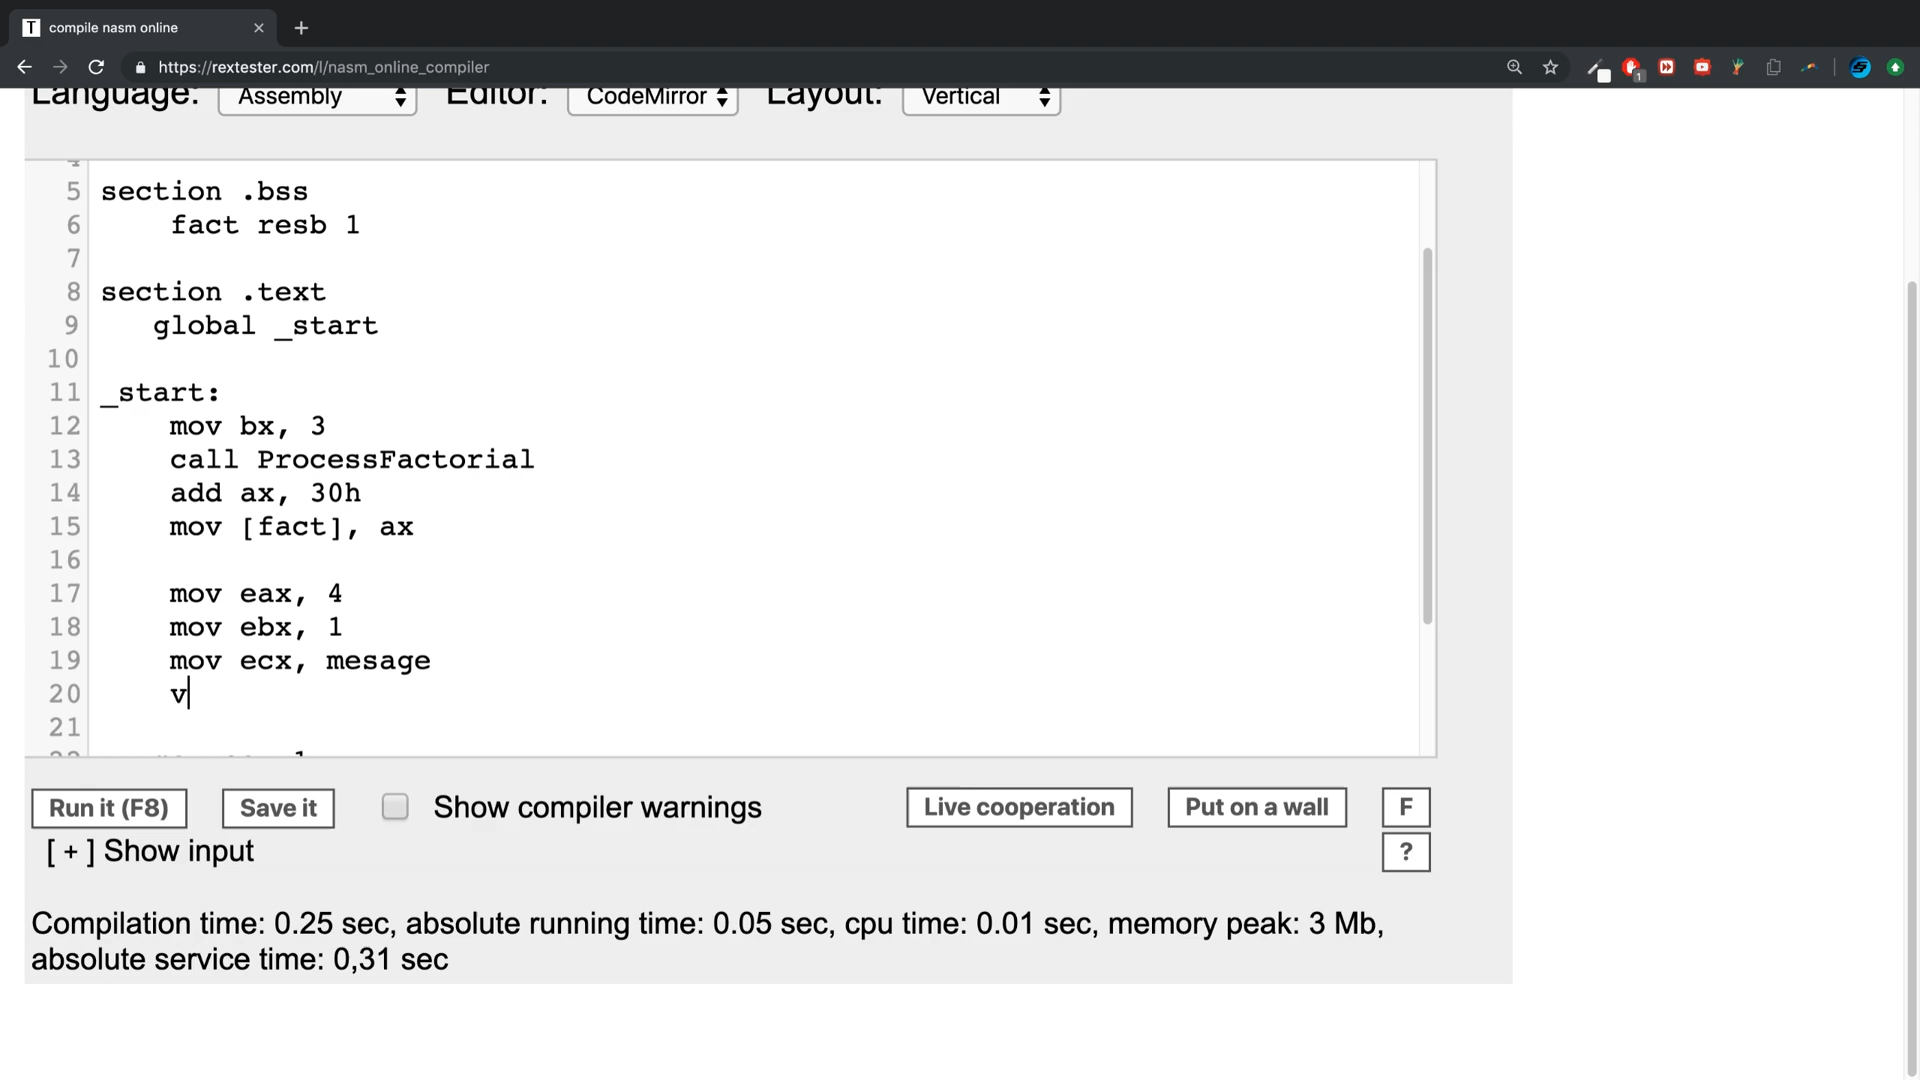 T compile nasm online
https://rextester.com/l/nasm_online_compiler
1
Language: Assembly Editor: CodeMirror Layout: Vertical
4
5 section .bss
6 fact resb 1
7
8 section .text
9 global _start
10
11 _start:
12 mov bx, 3
13 call ProcessFactorial
14 add ax, 30h
15 mov [fact], ax
16
17 mov eax, 4
18 mov ebx, 1
19 mov ecx, mesage
20 v
21
Run it (F8) Save it Show compiler warnings Live cooperation Put on a wall F
[ + ] Show input ?
Compilation time: 0.25 sec, absolute running time: 0.05 sec, cpu time: 0.01 sec, memory peak: 3 Mb,
absolute service time: 0,31 sec